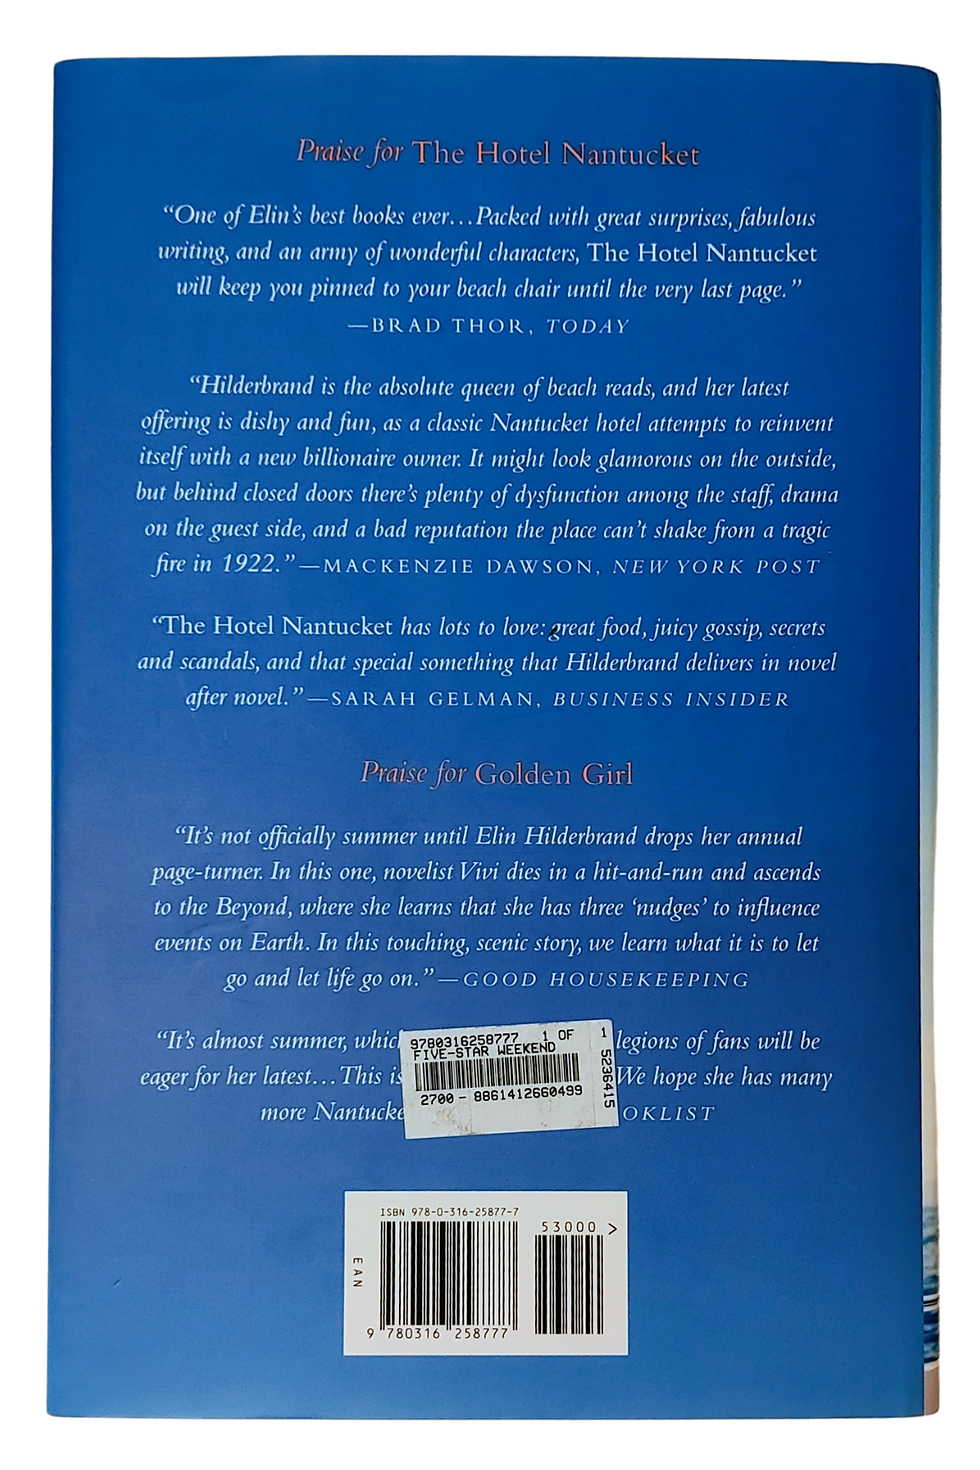 Praise for The Hotel Nantucket
“One of Elin’s best books ever…Packed with great surprises, fabulous
writing, and an army of wonderful characters, The Hotel Nantucket
will keep you pinned to your beach chair until the very last page.”
—BRAD THOR, TODAY
“Hilderbrand is the absolute queen of beach reads, and her latest
offering is dishy and fun, as a classic Nantucket hotel attempts to reinvent
itself with a new billionaire owner. It might look glamorous on the outside,
but behind closed doors there’s plenty of dysfunction among the staff, drama
on the guest side, and a bad reputation the place can’t shake from a tragic
fire in 1922.”—MACKENZIE DAWSON, NEW YORK POST
“The Hotel Nantucket has lots to love: great food, juicy gossip, secrets
and scandals, and that special something that Hilderbrand delivers in novel
after novel.”—SARAH GELMAN, BUSINESS INSIDER
Praise for Golden Girl
“It’s not officially summer until Elin Hilderbrand drops her annual
page-turner. In this one, novelist Vivi dies in a hit-and-run and ascends
to the Beyond, where she learns that she has three ‘nudges’ to influence
events on Earth. In this touching, scenic story, we learn what it is to let
go and let life go on.”—GOOD HOUSEKEEPING
“It’s almost summer, whic legions of fans will be
eager for her latest…This is We hope she has many
more Nantucke OKLIST
9780316258777 1 OF 1
FIVE-STAR WEEKEND
2700 - 8861412660499
5236415
ISBN 978-0-316-25877-7
53000 >
EAN
9 780316 258777